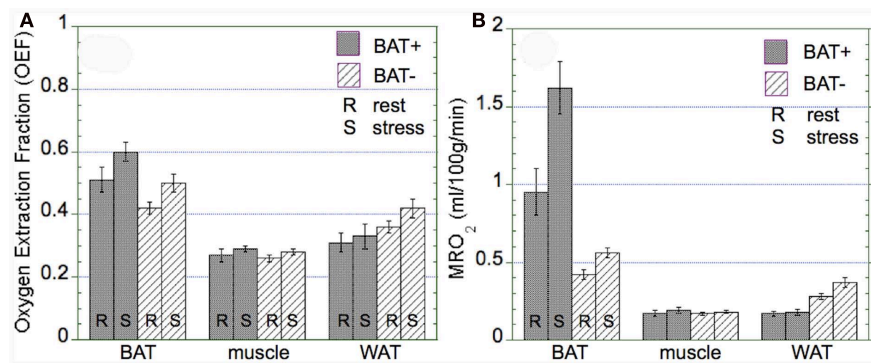 A
Oxygen Extraction Fraction (OEF)
1
0.8
0.6
0.4
0.2
0
BAT+
BAT-
R rest
S stress
R S R S
BAT muscle WAT
B
MRO2 (ml/100g/min)
2
1.5
1
0.5
0
BAT+
BAT-
R rest
S stress
R S R S
BAT muscle WAT